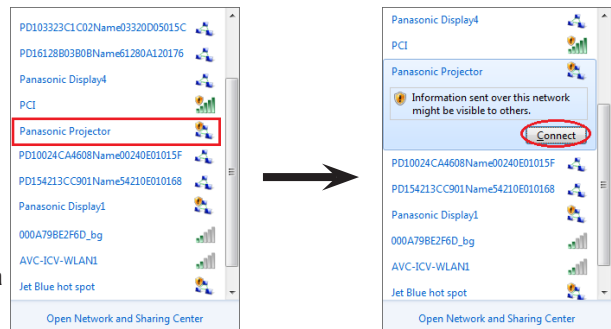 PD103323C1C02Name03320D05015C
PD16128B03B0BName61280A120176
Panasonic Display4
PCI
Panasonic Projector
PD10024CA4608Name00240E01015F
PD154213CC901Name54210E010168
Panasonic Display1
000A79BE2F6D_bg
AVC-ICV-WLAN1
Jet Blue hot spot
Open Network and Sharing Center
Panasonic Display4
PCI
Panasonic Projector
Information sent over this network
might be visible to others.
Connect
PD10024CA4608Name00240E01015F
PD154213CC901Name54210E010168
Panasonic Display1
000A79BE2F6D_bg
AVC-ICV-WLAN1
Jet Blue hot spot
Open Network and Sharing Center